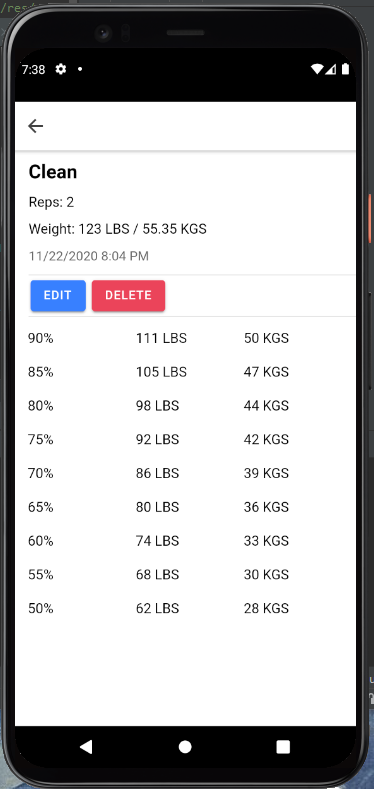 /res/
7:38
Clean
Reps: 2
Weight: 123 LBS / 55.35 KGS
11/22/2020 8:04 PM
EDIT DELETE
90% 111 LBS 50 KGS
85% 105 LBS 47 KGS
80% 98 LBS 44 KGS
75% 92 LBS 42 KGS
70% 86 LBS 39 KGS
65% 80 LBS 36 KGS
60% 74 LBS 33 KGS
55% 68 LBS 30 KGS
50% 62 LBS 28 KGS